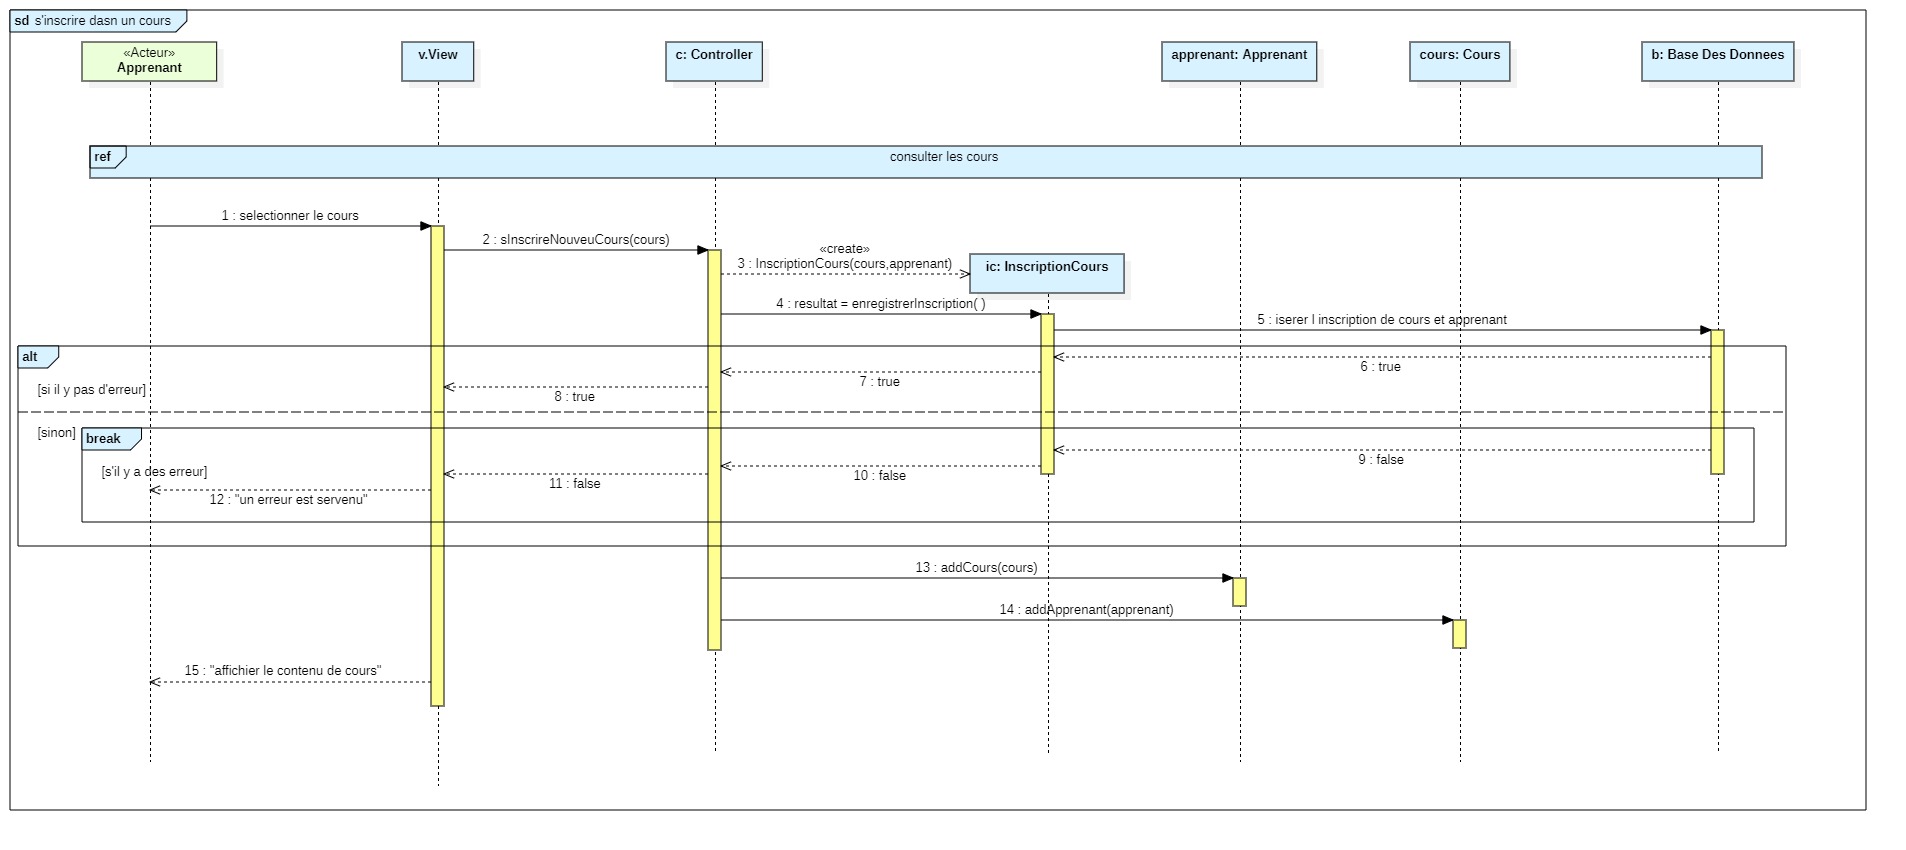 sd s'inscrire dasn un cours
«Acteur»
Apprenant
v.View
c: Controller
apprenant: Apprenant
cours: Cours
b: Base Des Donnees
ref
consulter les cours
1 : selectionner le cours
2 : sInscrireNouveuCours(cours)
«create»
3 : InscriptionCours(cours,apprenant)
ic: InscriptionCours
4 : resultat = enregistrerInscription( )
5 : iserer l inscription de cours et apprenant
alt
6 : true
7 : true
[si il y pas d'erreur]
8 : true
[sinon]
break
9 : false
[s'il y a des erreur]
10 : false
11 : false
12 : "un erreur est servenu"
13 : addCours(cours)
14 : addApprenant(apprenant)
15 : "affichier le contenu de cours"